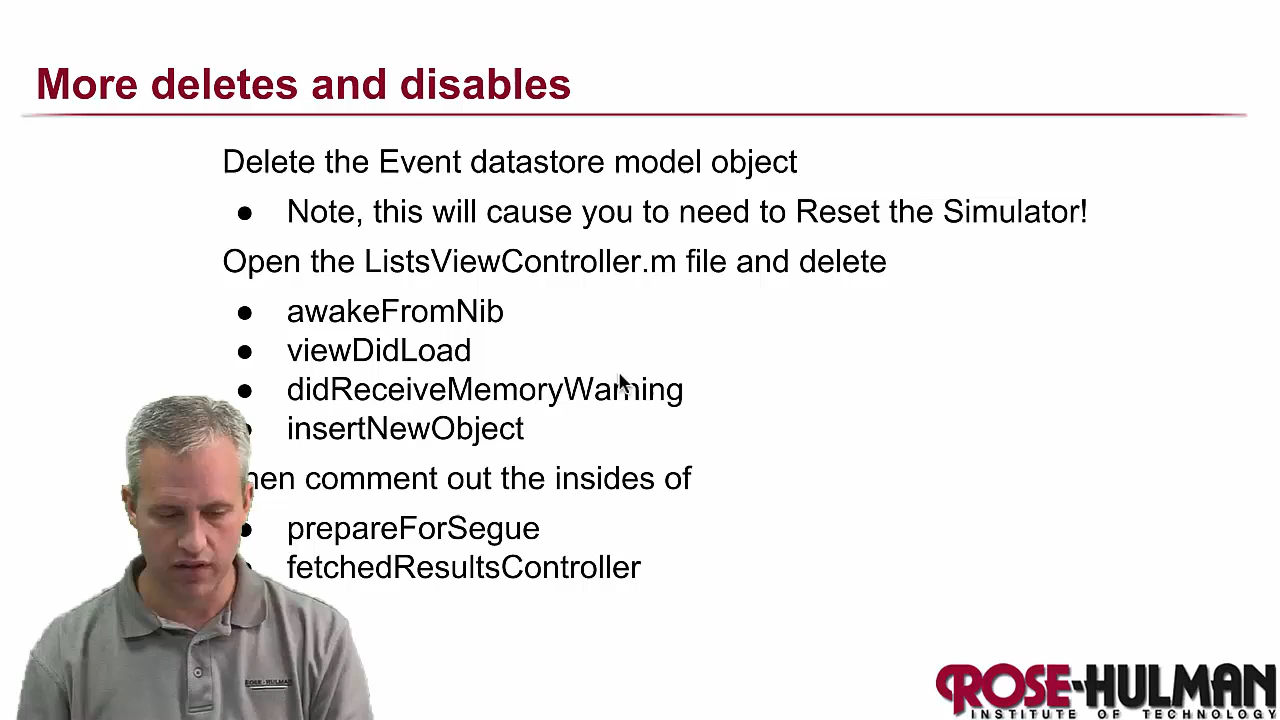 More deletes and disables
Delete the Event datastore model object
● Note, this will cause you to need to Reset the Simulator!
Open the ListsViewController.m file and delete
● awakeFromNib
● viewDidLoad
● didReceiveMemoryWarning
insertNewObject
comment out the insides of
prepareForSegue
fetchedResultsController
ROSE-HULMAN
ROSE-HULMAN
INSTITUTE OF TECHNOLOGY